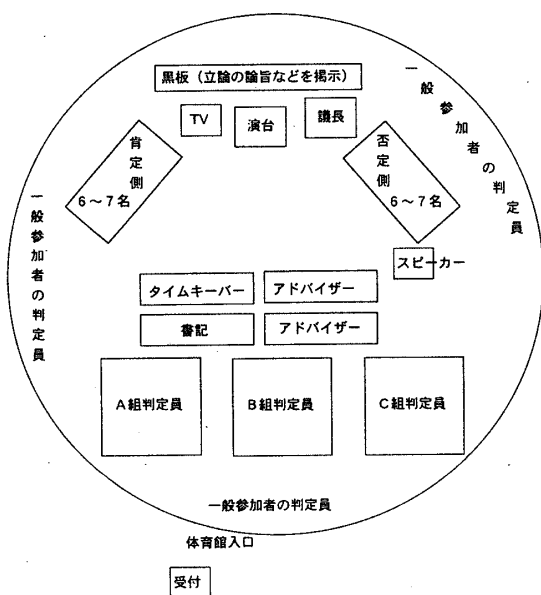 黒板（立論の論旨などを掲示）
TV
演台
議長
肯定側
6～7名
否定側
6～7名
一般参加者の判定員
一般参加者の判定員
スピーカー
タイムキーバー
アドバイザー
書記
アドバイザー
A組判定員
B組判定員
C組判定員
一般参加者の判定員
体育館入口
受付